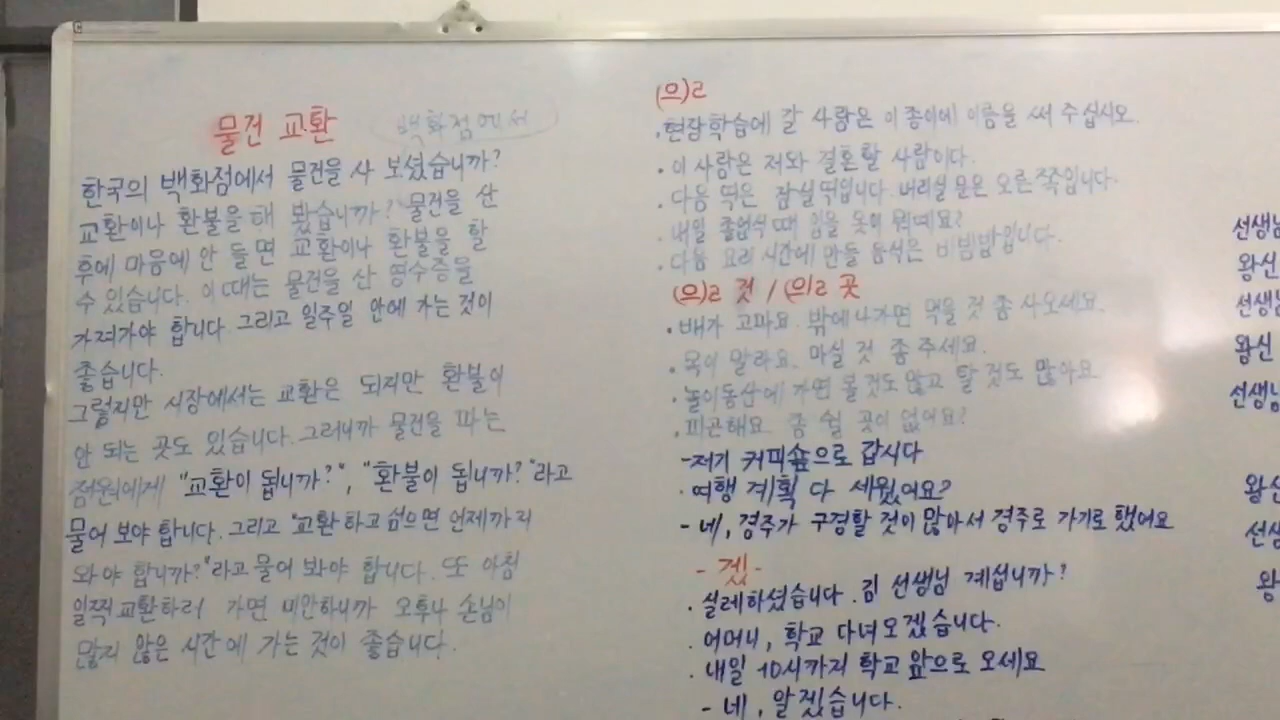 물건 교환
백화점에서
한국의 백화점에서 물건을 사 보셨습니까?
교환이나 환불을 해 봤습니까? 물건을 산
후에 마음에 안 들면 교환이나 환불을 할
수 있습니다. 이때는 물건을 산 영수증을
가져가야 합니다. 그리고 일주일 안에 가는 것이
좋습니다.
그렇지만 시장에서는 교환은 되지만 환불이
안 되는 곳도 있습니다. 그러니까 물건을 파는
점원에게 "교환이 됩니까?", "환불이 됩니까?"라고
물어 보야 합니다. 그리고 "교환하고 싶으면 언제까지
와야 합니까?"라고 물어 봐야 합니다. 또 아침
일찍 교환하러 가면 미안하니까 오후나 손님이
많지 않은 시간에 가는 것이 좋습니다.
(으)ㄹ
·현장학습에 갈 사람은 이 종이에 이름을 써 주십시오.
·이 사람은 저와 결혼할 사람이다.
·다음 역은 잠실역입니다. 내리실 문은 오른쪽입니다.
·내일 졸업식 때 입을 옷이 뭐예요?
·다음 요리 시간에 만들 음식은 비빔밥입니다.
(으)ㄹ 것 / (으)ㄹ 곳
·배가 고파요. 밖에 나가면 먹을 것 좀 사오세요.
·목이 말라요. 마실 것 좀 주세요.
·놀이동산에 가면 볼 것도 많고 탈 것도 많아요
·피곤해요 좀 쉴 곳이 없어요?
-저기 커피숖으로 갑시다
·여행 계획 다 세웠어요?
- 네, 경주가 구경할 것이 많아서 경주로 가기로 했어요
- 겠 -
·실례하셨습니다. 김 선생님 계십니까?
·어머니, 학교 다녀오겠습니다.
·내일 10시까지 학교 앞으로 오세요
- 네, 알겠습니다.
선생님
왕신
선생님
왕신
선생님
왕신
선생
왕